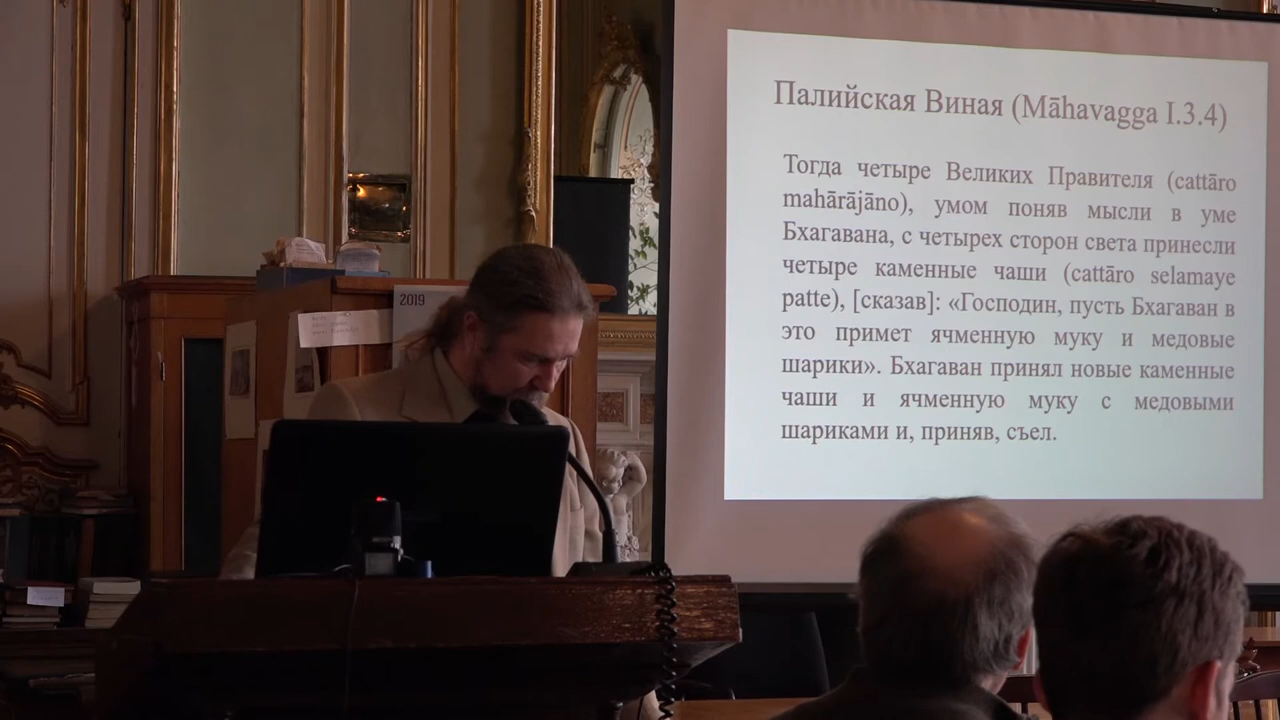 2019
Палийская Виная (Māhavagga I.3.4)
Тогда четыре Великих Правителя (cattāro
mahārājāno), умом поняв мысли в уме
Бхагавана, с четырех сторон света принесли
четыре каменные чаши (cattāro selamaye
patte), [сказав]: «Господин, пусть Бхагаван в
это примет ячменную муку и медовые
шарики». Бхагаван принял новые каменные
чаши и ячменную муку с медовыми
шариками и, приняв, съел.